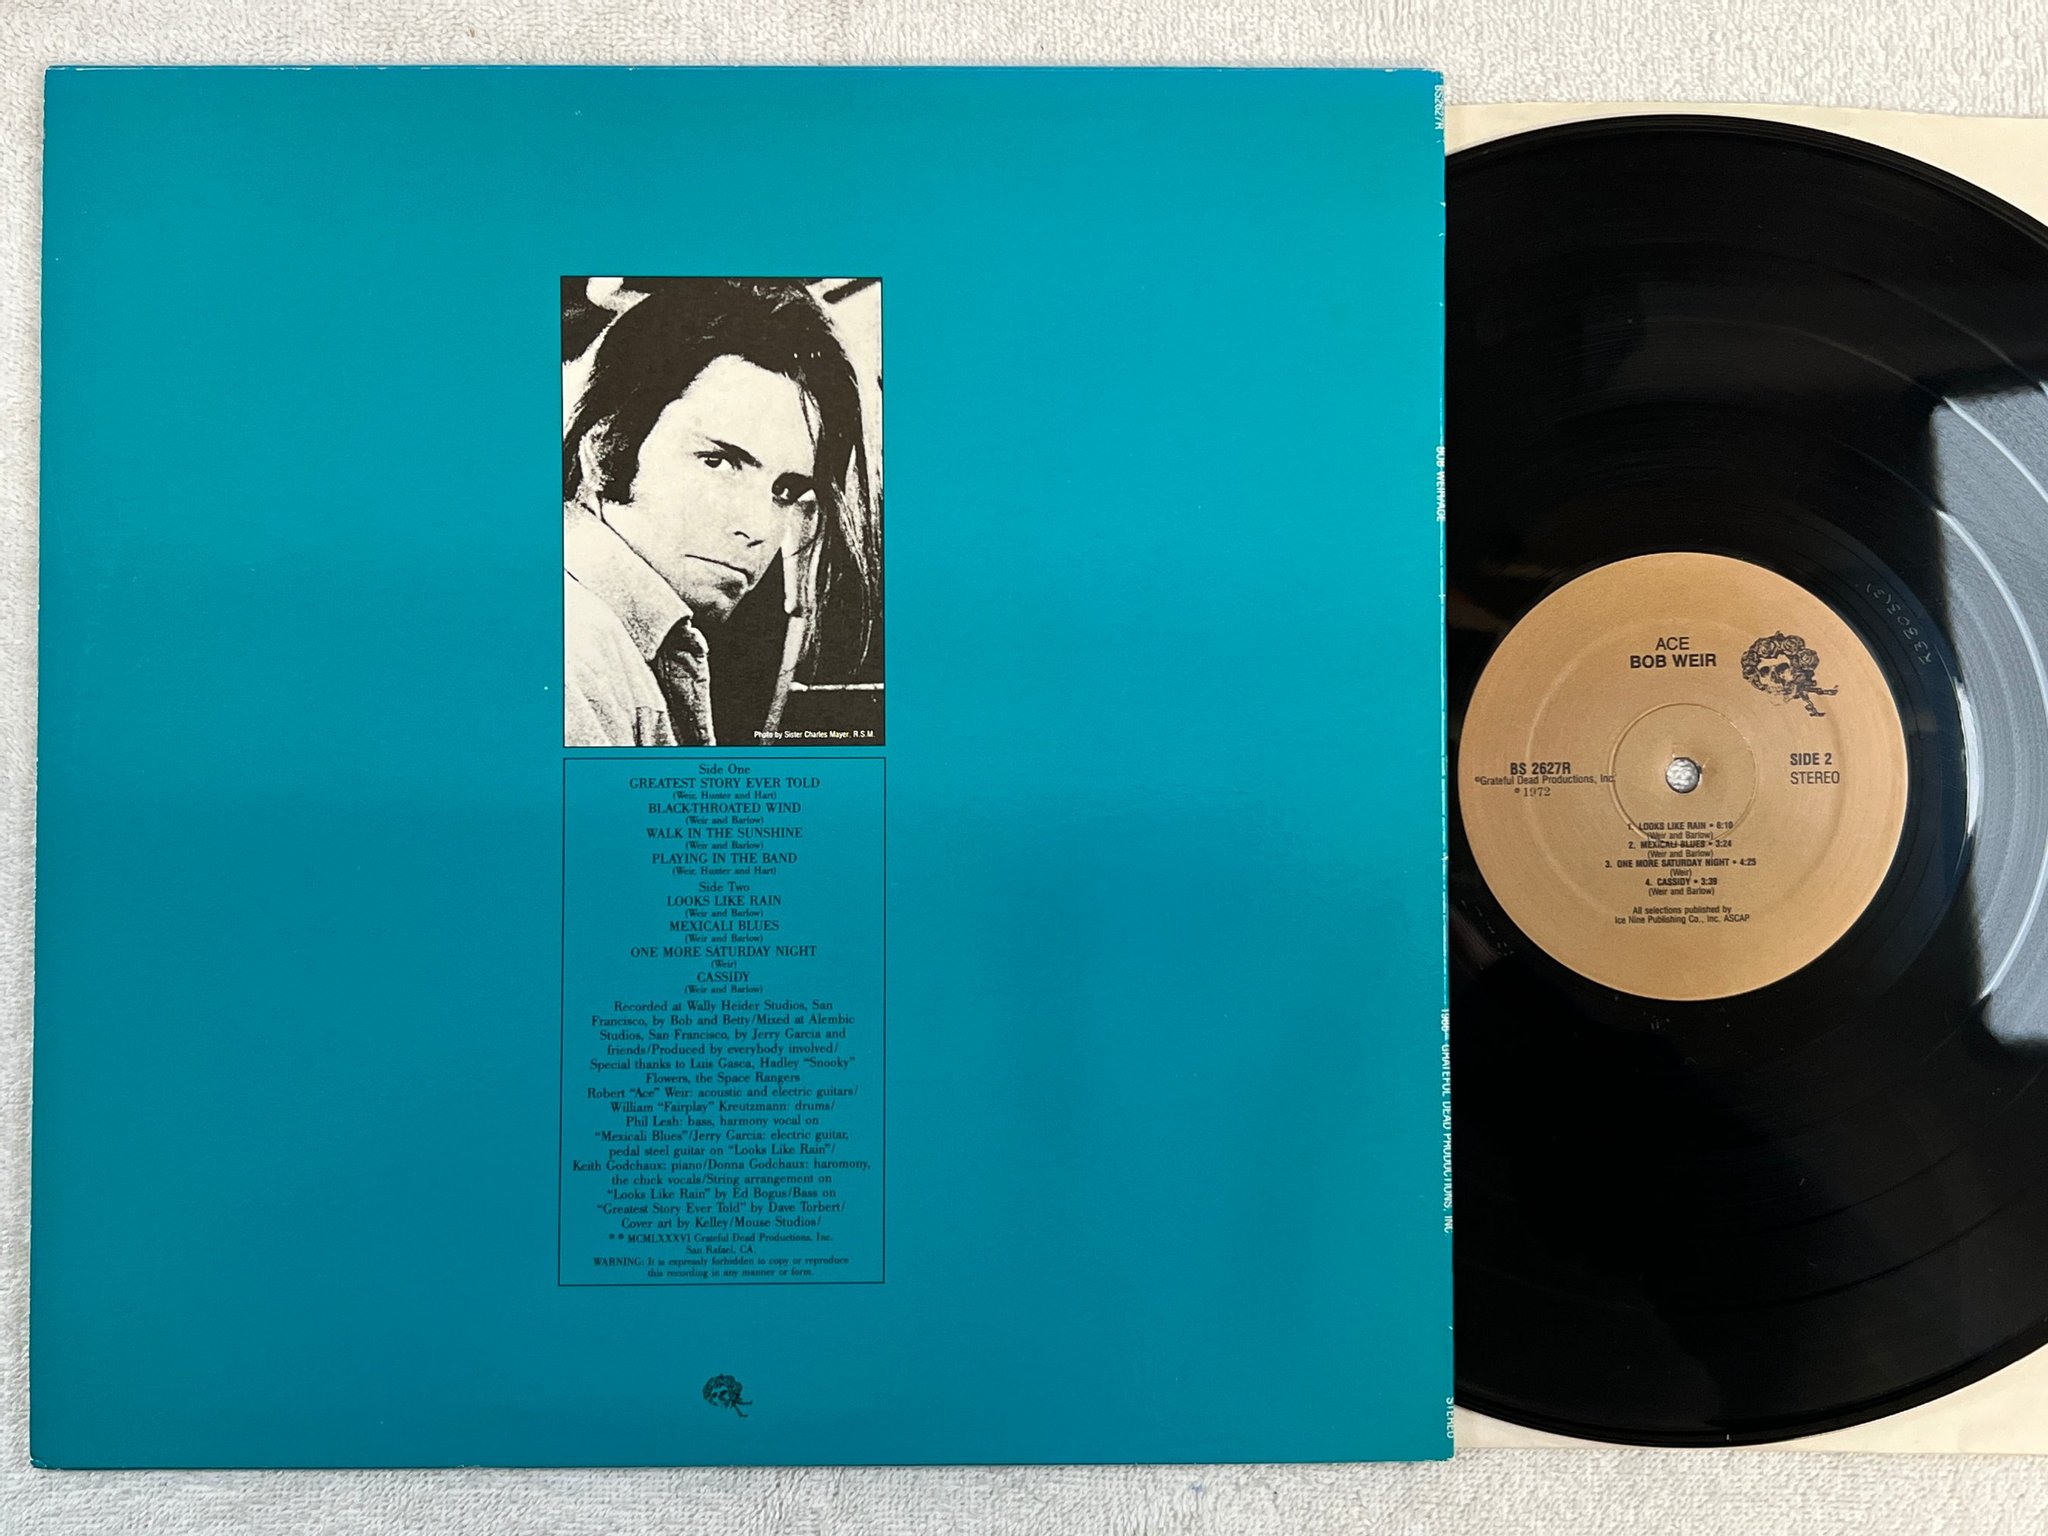 Photo by Sister Charles Mayer, R.S.M.
Side One
GREATEST STORY EVER TOLD
(Weir, Hunter and Hart)
BLACK-THROATED WIND
(Weir and Barlow)
WALK IN THE SUNSHINE
(Weir and Barlow)
PLAYING IN THE BAND
(Weir, Hunter and Hart)
Side Two
LOOKS LIKE RAIN
(Weir and Barlow)
MEXICALI BLUES
(Weir and Barlow)
ONE MORE SATURDAY NIGHT
(Weir)
CASSIDY
(Weir and Barlow)
Recorded at Wally Heider Studios, San
Francisco, by Bob and Betty/Mixed at Alembic
Studios, San Francisco, by Jerry Garcia and
friends/Produced by everybody involved/
Special thanks to Luis Gasca, Hadley "Snooky"
Flowers, the Space Rangers
Robert "Ace" Weir: acoustic and electric guitars/
William "Fairplay" Kreutzmann: drums/
Phil Lesh: bass, harmony vocal on
"Mexicali Blues"/Jerry Garcia: electric guitar,
pedal steel guitar on "Looks Like Rain"/
Keith Godchaux: piano/Donna Godchaux: haromony,
the chick vocals/String arrangement on
"Looks Like Rain" by Ed Bogus/Bass on
"Greatest Story Ever Told" by Dave Torbert/
Cover art by Kelley/Mouse Studios/
℗ © MCMLXXXVI Grateful Dead Productions, Inc.
San Rafael, CA.
WARNING: It is expressly forbidden to copy or reproduce
this recording in any manner or form.
BS2627R
BOB WEIR/ACE
GRATEFUL DEAD PRODUCTIONS, INC.
STEREO
ACE
BOB WEIR
BS 2627R
©Grateful Dead Productions, Inc.
℗ 1972
SIDE 2
STEREO
1. LOOKS LIKE RAIN • 6:10
(Weir and Barlow)
2. MEXICALI BLUES • 3:24
(Weir and Barlow)
3. ONE MORE SATURDAY NIGHT • 4:25
(Weir)
4. CASSIDY • 3:39
(Weir and Barlow)
All selections published by
Ice Nine Publishing Co., Inc. ASCAP